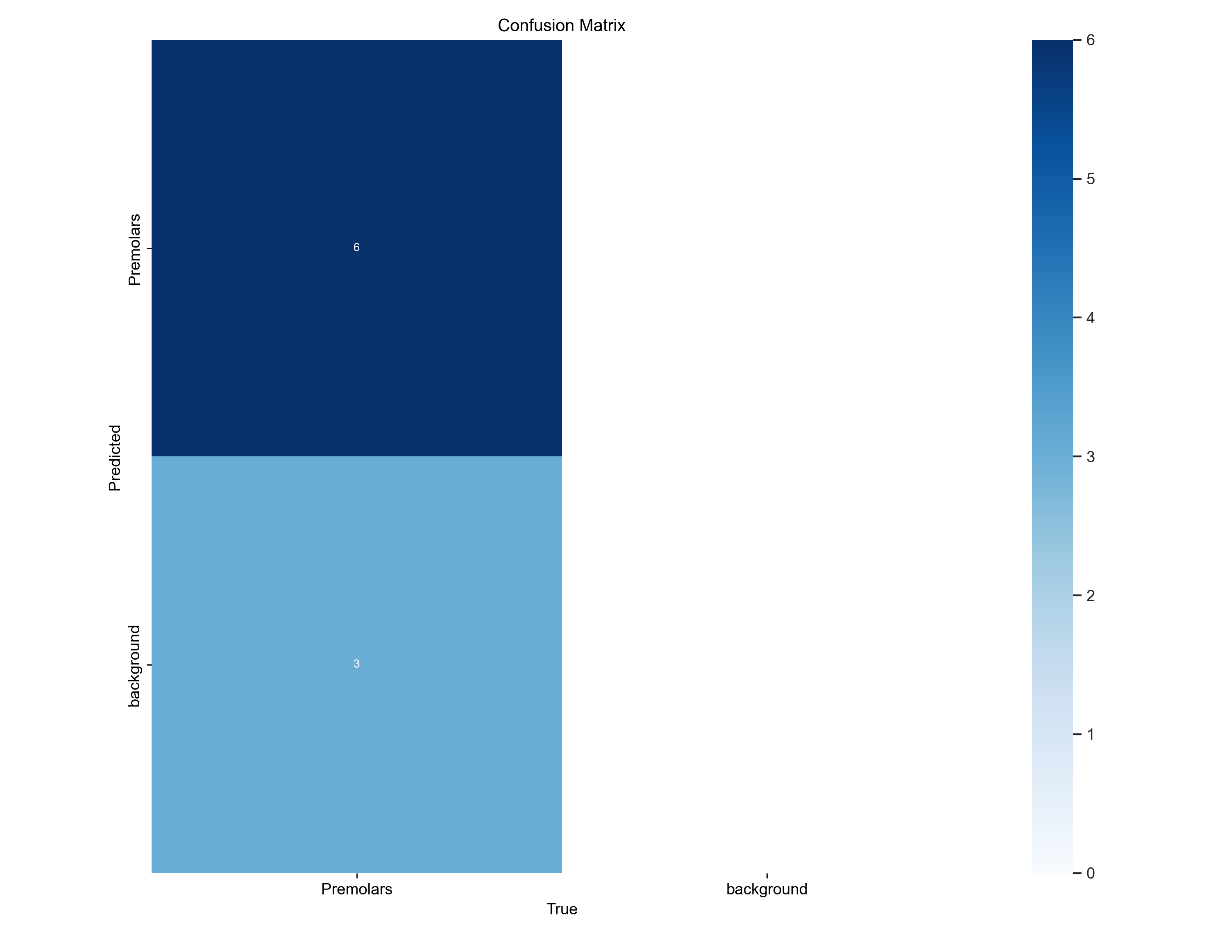 Confusion Matrix
Premolars
6
background
3
Predicted
Premolars
background
True
6
5
4
3
2
1
0